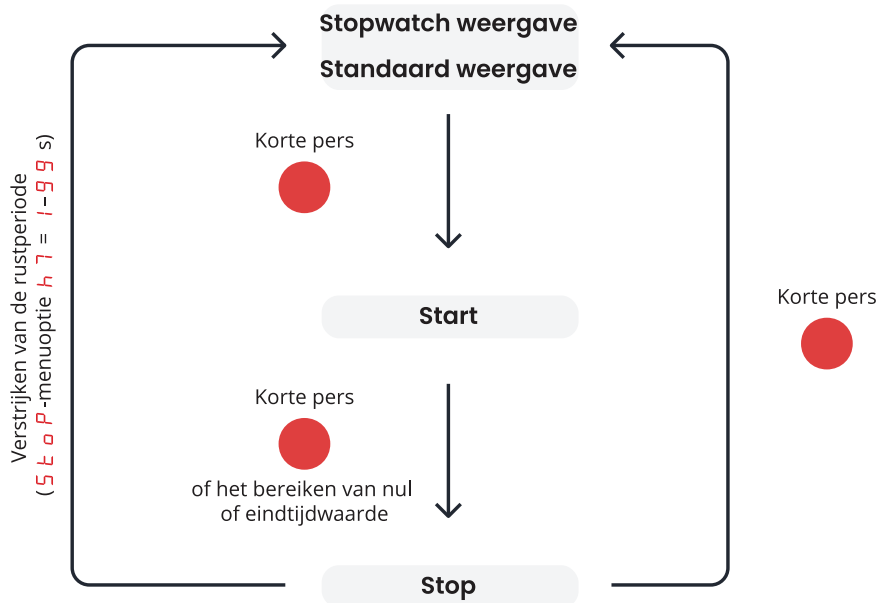 Stopwatch weergave
Standaard weergave
Korte pers
Verstrijken van de rustperiode
(StoP-menuoptie h7 = 1-99 s)
Korte pers
Start
Korte pers
of het bereiken van nul
of eindtijdwaarde
Stop